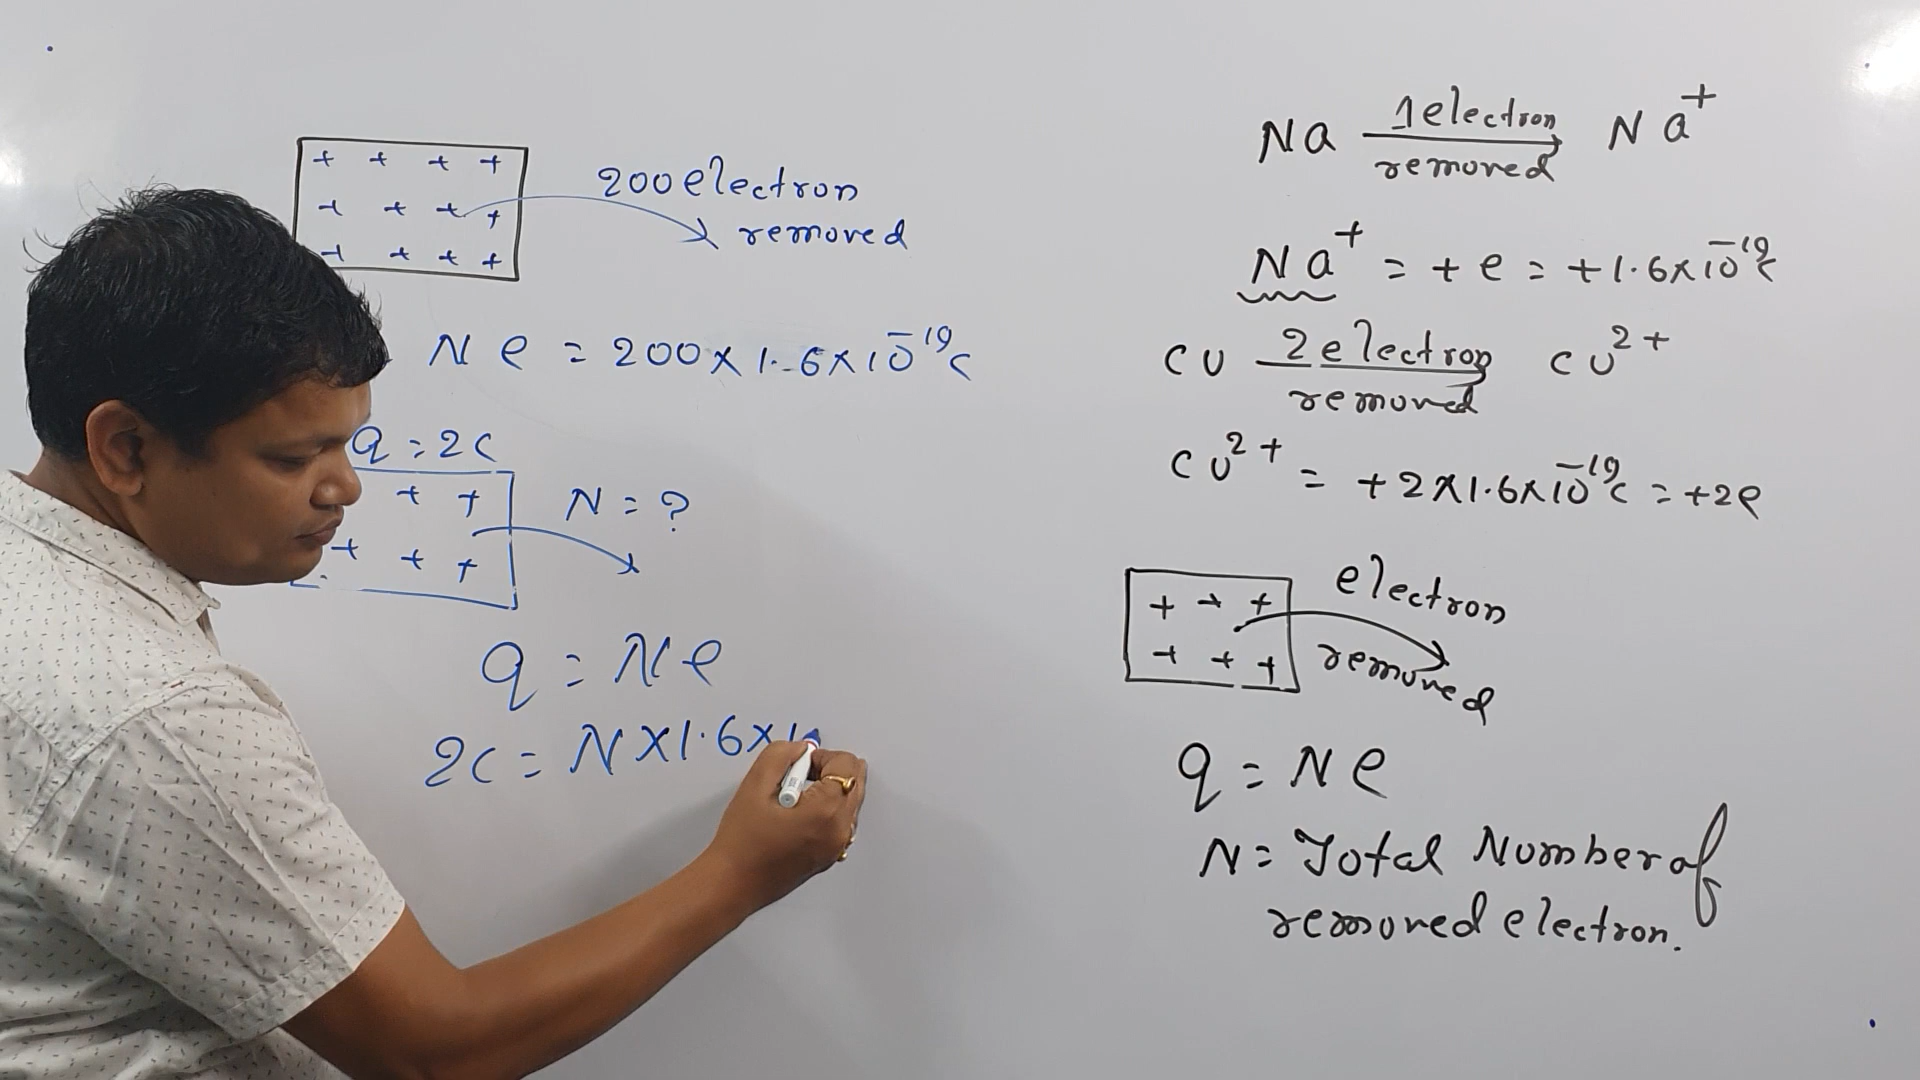 + + + +
+ + + +
+ + + +
200 electron
removed
N e = 200 × 1.6 × 10⁻¹⁹ C
q = 2C
+ +
+ + +
N = ?
q = Ne
2C = N × 1.6 × 10
Na 1 electron removed Na⁺
Na⁺ = + e = + 1.6 × 10⁻¹⁹ C
Cu 2 electron removed Cu²⁺
Cu²⁺ = + 2 × 1.6 × 10⁻¹⁹ C = +2e
+ + +
+ + +
electron
removed
q = N e
N = Total Number of
removed electron.